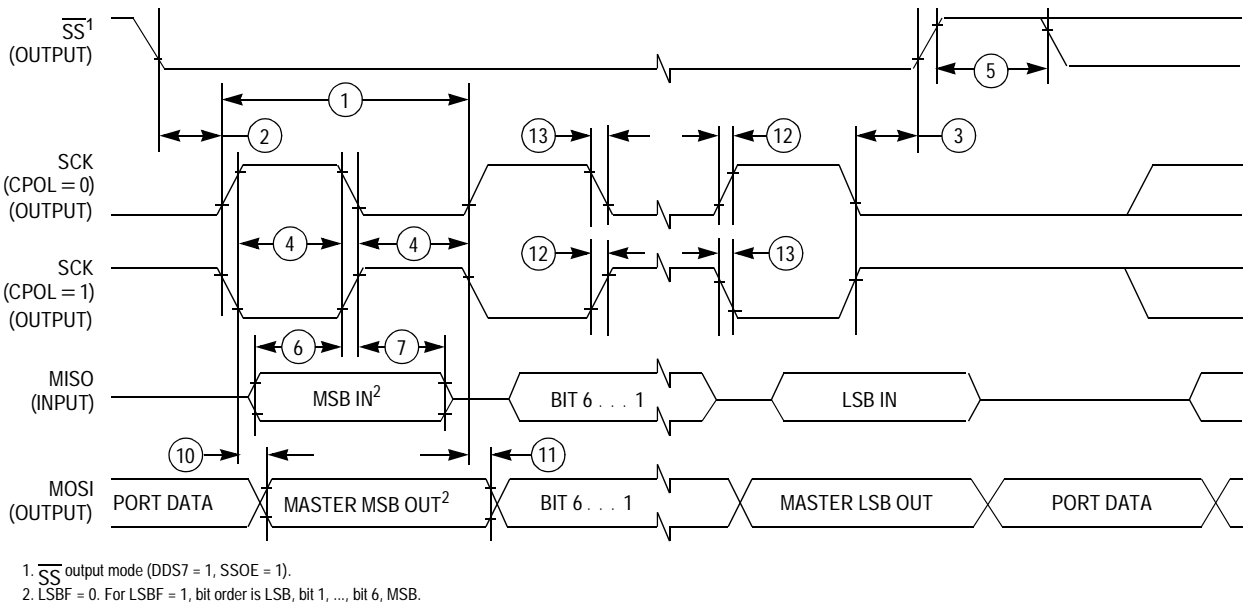 SS1
(OUTPUT)
5
1
2
13
12
3
SCK
(CPOL = 0)
(OUTPUT)
4
4
12
13
SCK
(CPOL = 1)
(OUTPUT)
6
7
MISO
(INPUT)
MSB IN2
BIT 6 . . . 1
LSB IN
10
11
MOSI
(OUTPUT)
PORT DATA
MASTER MSB OUT2
BIT 6 . . . 1
MASTER LSB OUT
PORT DATA
1. SS output mode (DDS7 = 1, SSOE = 1).
2. LSBF = 0. For LSBF = 1, bit order is LSB, bit 1, ..., bit 6, MSB.